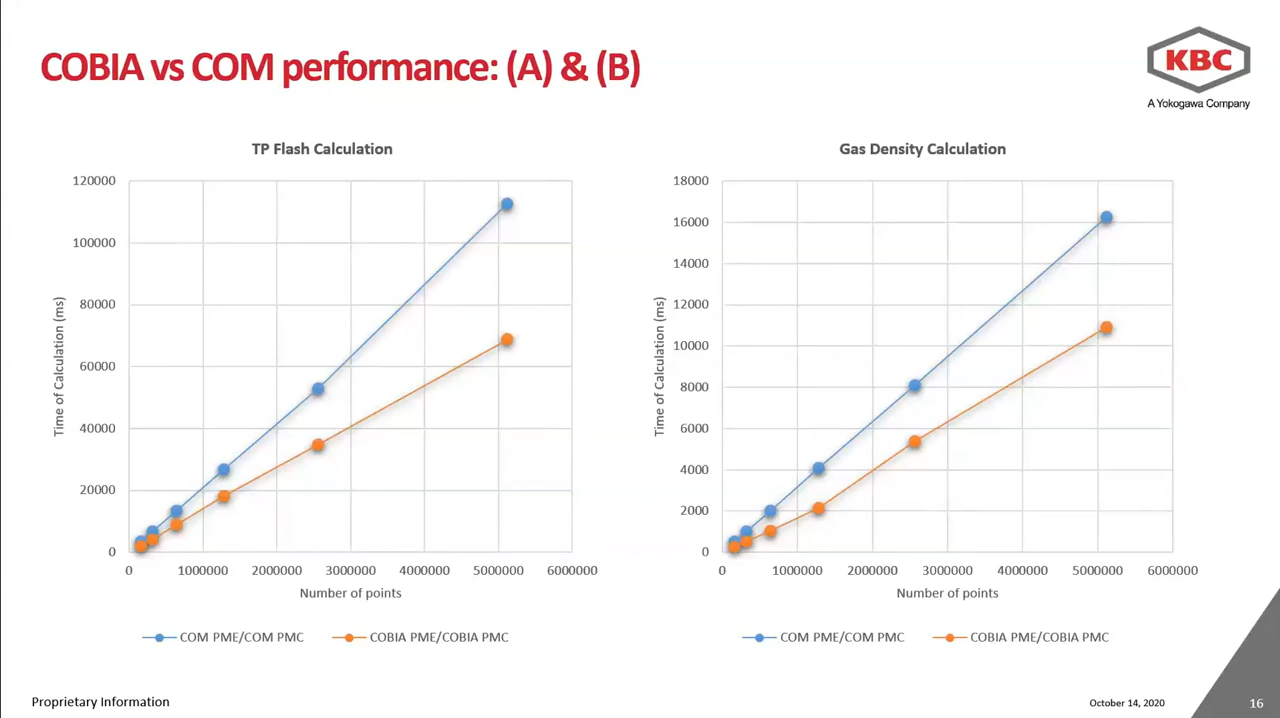 COBIA vs COM performance: (A) & (B)
KBC
A Yokogawa Company
TP Flash Calculation
120000
100000
80000
60000
40000
20000
0
Time of Calculation (ms)
0 1000000 2000000 3000000 4000000 5000000 6000000
Number of points
COM PME/COM PMC COBIA PME/COBIA PMC
Gas Density Calculation
18000
16000
14000
12000
10000
8000
6000
4000
2000
0
Time of Calculation (ms)
0 1000000 2000000 3000000 4000000 5000000 6000000
Number of points
COM PME/COM PMC COBIA PME/COBIA PMC
Proprietary Information
October 14, 2020
16